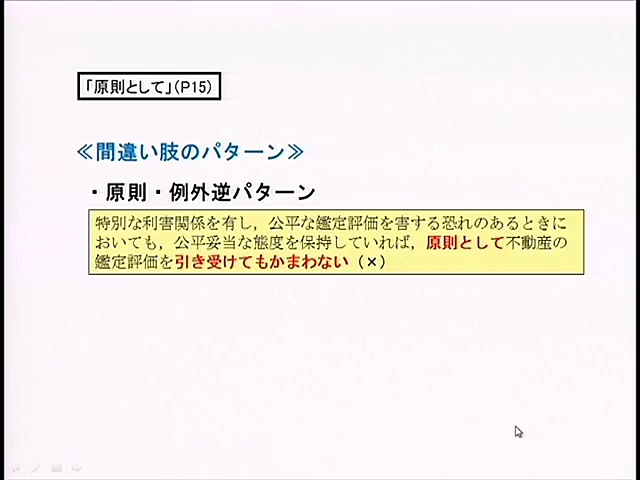 「原則として」(P15)
≪間違い肢のパターン≫
・原則・例外逆パターン
特別な利害関係を有し，公平な鑑定評価を害する恐れのあるときに
おいても，公平妥当な態度を保持していれば，原則として不動産の
鑑定評価を引き受けてもかまわない（×）